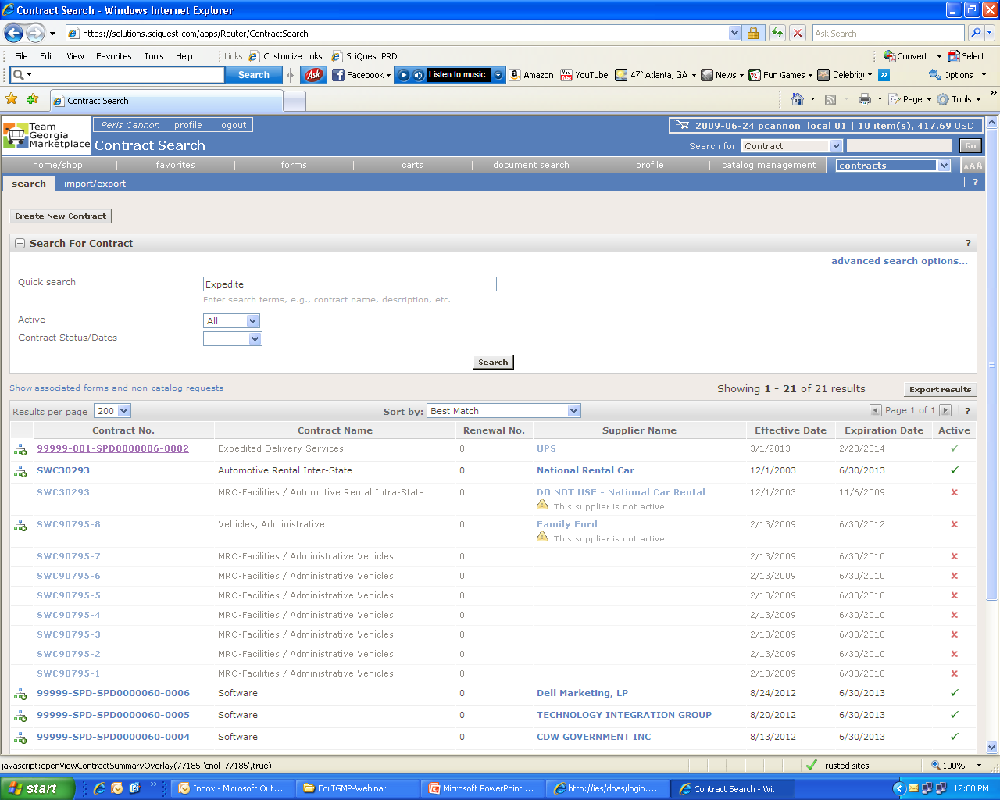 Contract Search - Windows Internet Explorer
https://solutions.sciquest.com/apps/Router/ContractSearch
Ask Search
File Edit View Favorites Tools Help Links Customize Links SciQuest PRD Convert Select
Search Ask Facebook Listen to music Amazon YouTube 47° Atlanta, GA News Fun Games Celebrity » Options
Contract Search Page Tools »
Team Georgia Marketplace
Peris Cannon profile | logout
2009-06-24 pcannon_local 01 | 10 item(s), 417.69 USD
Contract Search
Search for Contract Go
home/shop | favorites | forms | carts | document search | profile | catalog management contracts AAA
search import/export | ?
Create New Contract
Search For Contract ?
advanced search options...
Quick search Expedite
Enter search terms, e.g., contract name, description, etc.
Active All
Contract Status/Dates
Search
Show associated forms and non-catalog requests Showing 1 - 21 of 21 results Export results
Results per page 200 Sort by: Best Match Page 1 of 1 ?
Contract No. Contract Name Renewal No. Supplier Name Effective Date Expiration Date Active
99999-001-SPD0000086-0002 Expedited Delivery Services 0 UPS 3/1/2013 2/28/2014 ✓
SWC30293 Automotive Rental Inter-State 0 National Rental Car 12/1/2003 6/30/2013 ✓
SWC30293 MRO-Facilities / Automotive Rental Intra-State 0 DO NOT USE - National Car Rental 12/1/2003 11/6/2009 x
This supplier is not active.
SWC90795-8 Vehicles, Administrative 0 Family Ford 2/13/2009 6/30/2012 x
This supplier is not active.
SWC90795-7 MRO-Facilities / Administrative Vehicles 0 2/13/2009 6/30/2010 x
SWC90795-6 MRO-Facilities / Administrative Vehicles 0 2/13/2009 6/30/2010 x
SWC90795-5 MRO-Facilities / Administrative Vehicles 0 2/13/2009 6/30/2010 x
SWC90795-4 MRO-Facilities / Administrative Vehicles 0 2/13/2009 6/30/2010 x
SWC90795-3 MRO-Facilities / Administrative Vehicles 0 2/13/2009 6/30/2010 x
SWC90795-2 MRO-Facilities / Administrative Vehicles 0 2/13/2009 6/30/2010 x
SWC90795-1 MRO-Facilities / Administrative Vehicles 0 2/13/2009 6/30/2010 x
99999-SPD-SPD0000060-0006 Software 0 Dell Marketing, LP 8/24/2012 6/30/2013 ✓
99999-SPD-SPD0000060-0005 Software 0 TECHNOLOGY INTEGRATION GROUP 8/20/2012 6/30/2013 ✓
99999-SPD-SPD0000060-0004 Software 0 CDW GOVERNMENT INC 8/13/2012 6/30/2013 ✓
javascript:openViewContractSummaryOverlay(77185,'cnol_77185',true); Trusted sites 100%
start » Inbox - Microsoft Out... ForTGMP-Webinar Microsoft PowerPoint ... http://ies/doas/login.... Contract Search - Wi... 12:08 PM